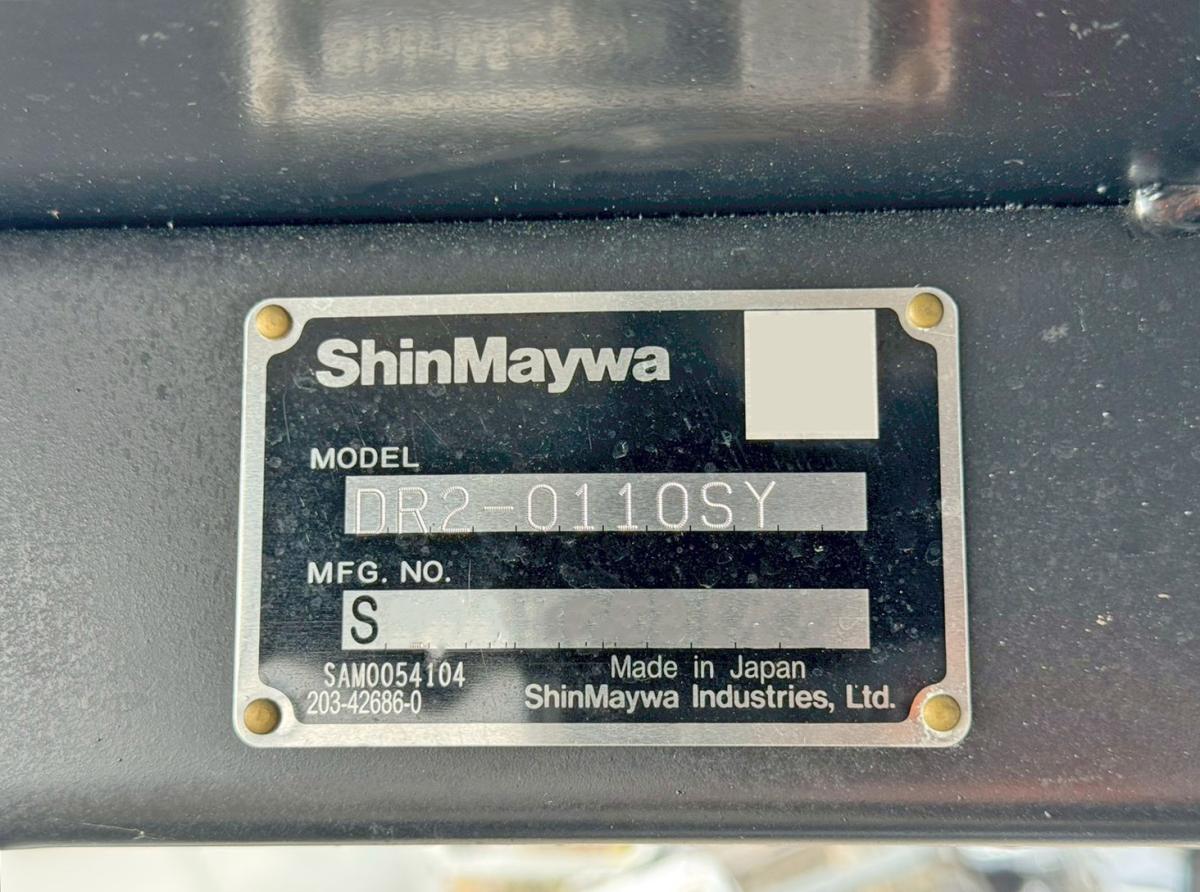 ShinMaywa
MODEL
DR2-0110SY
MFG. NO.
S
SAM0054104
203-42686-0
Made in Japan
ShinMaywa Industries, Ltd.